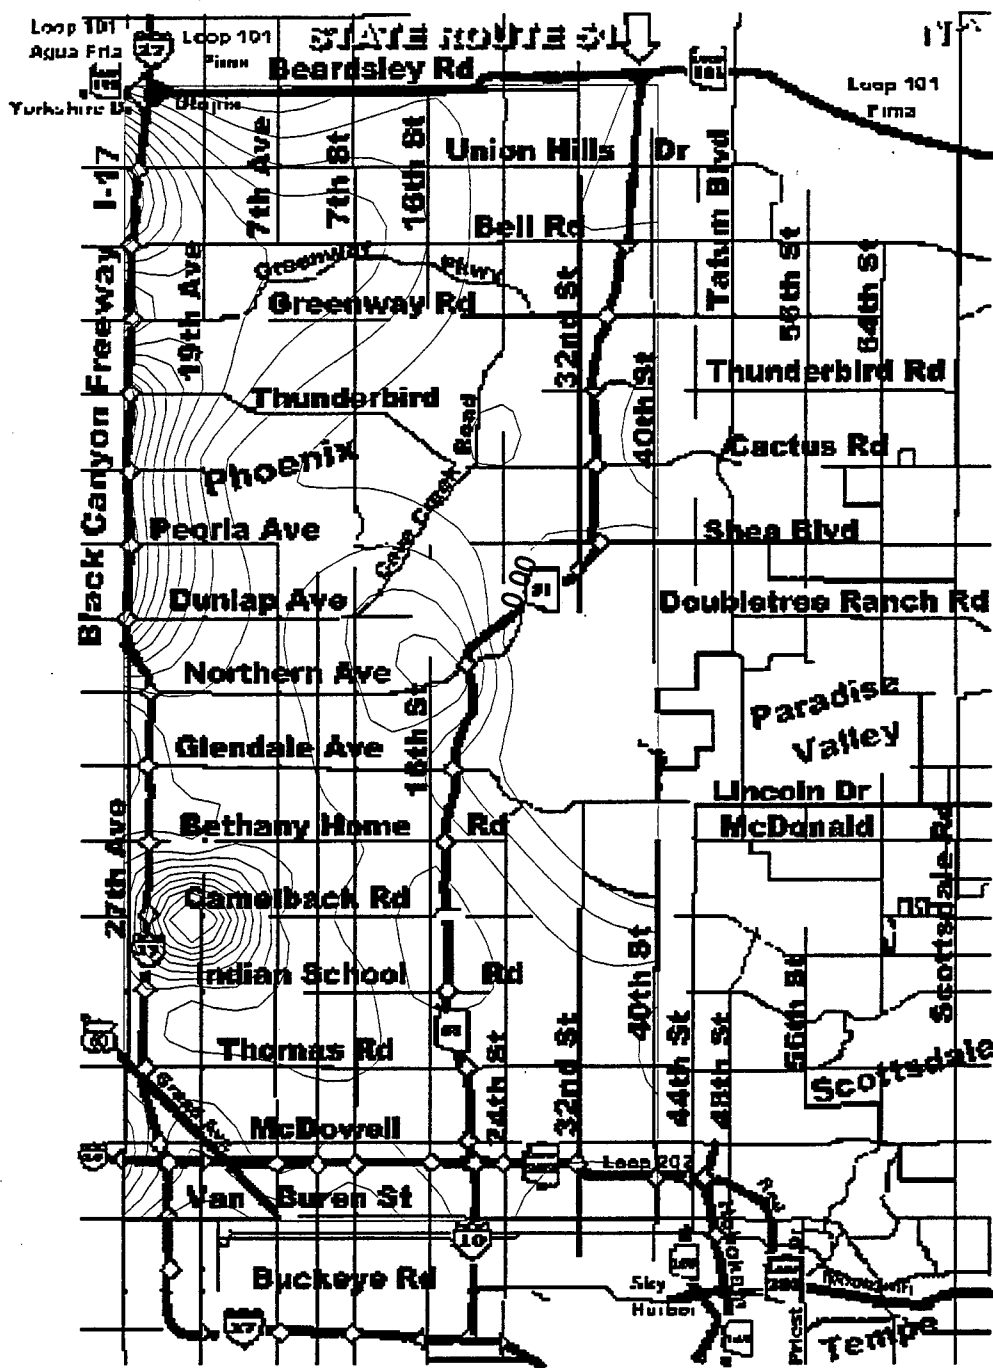 Loop 101
Agua Fria
17
Loop 101
Pima
STATE ROUTE 51
N
Beardsley Rd
101
Loop 101
Pima
Yorkshire Dr
Utopia
I-17
7th Ave
7th St
16th St
Union Hills Dr
Tatum Blvd
Bell Rd
Greenway Pkwy
Greenway Rd
19th Ave
32nd St
56th St
64th St
Black Canyon Freeway
Thunderbird
Thunderbird Rd
40th St
Cave Creek Road
Cactus Rd
Phoenix
Peoria Ave
Shea Blvd
0.00
51
Dunlap Ave
Doubletree Ranch Rd
Northern Ave
Paradise
Valley
16th St
Glendale Ave
Lincoln Dr
27th Ave
Bethany Home Rd
McDonald
Scottsdale Rd
Camelback Rd
17
40th St
Indian School Rd
56th St
51
Thomas Rd
24th St
32nd St
44th St
48th St
Scottsdale
Grand Ave
McDowell
Loop 202
Van Buren St
10
Buckeye Rd
Sky
Harbor
Priest Dr
17
Tempe